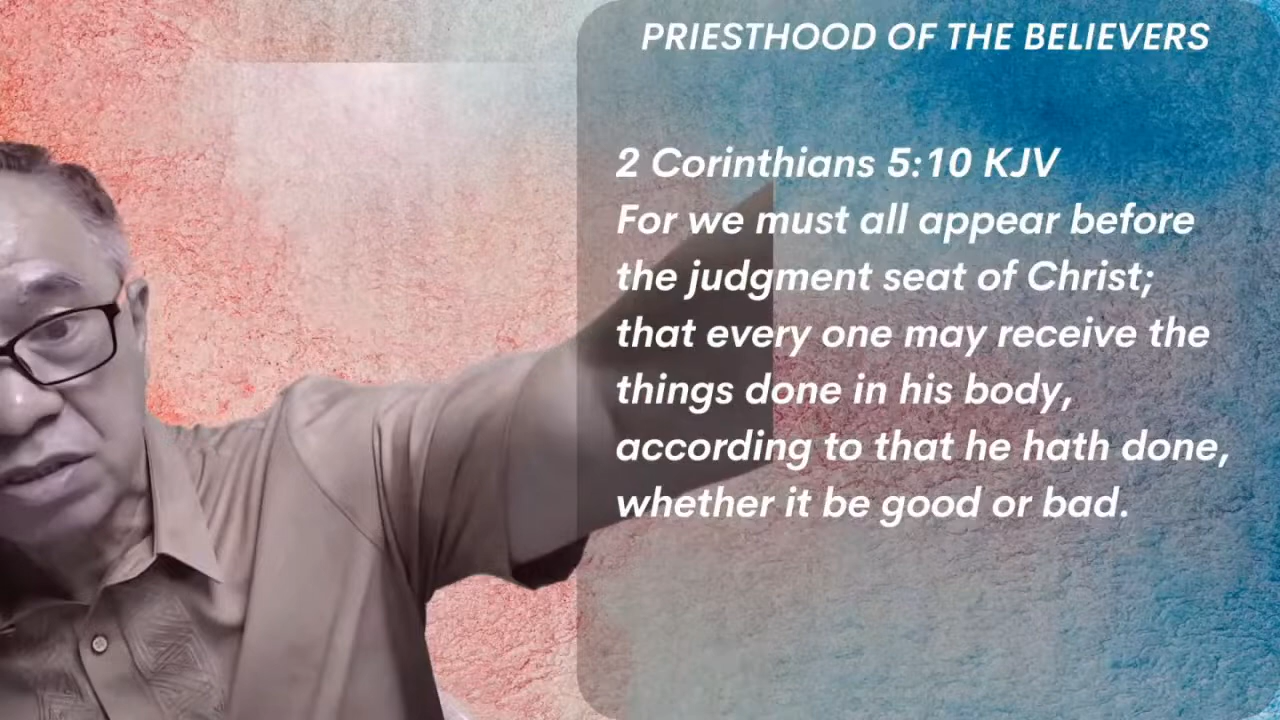 PRIESTHOOD OF THE BELIEVERS
2 Corinthians 5:10 KJV
For we must all appear before
the judgment seat of Christ;
that every one may receive the
things done in his body,
according to that he hath done,
whether it be good or bad.